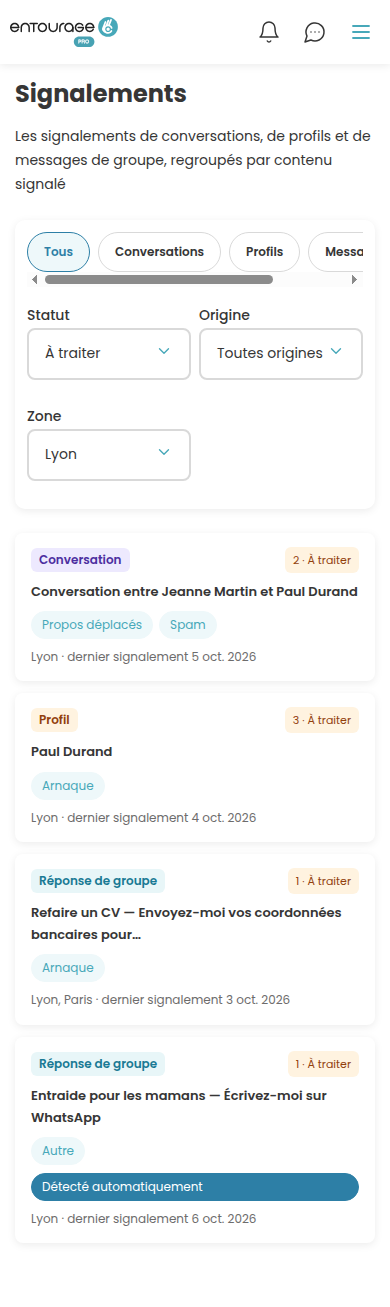 entourage
PRO
Signalements
Les signalements de conversations, de profils et de
messages de groupe, regroupés par contenu
signalé
Tous
Conversations
Profils
Messa
Statut
Origine
À traiter
Toutes origines
Zone
Lyon
Conversation
2 · À traiter
Conversation entre Jeanne Martin et Paul Durand
Propos déplacés
Spam
Lyon · dernier signalement 5 oct. 2026
Profil
3 · À traiter
Paul Durand
Arnaque
Lyon · dernier signalement 4 oct. 2026
Réponse de groupe
1 · À traiter
Refaire un CV — Envoyez-moi vos coordonnées
bancaires pour...
Arnaque
Lyon, Paris · dernier signalement 3 oct. 2026
Réponse de groupe
1 · À traiter
Entraide pour les mamans — Écrivez-moi sur
WhatsApp
Autre
Détecté automatiquement
Lyon · dernier signalement 6 oct. 2026